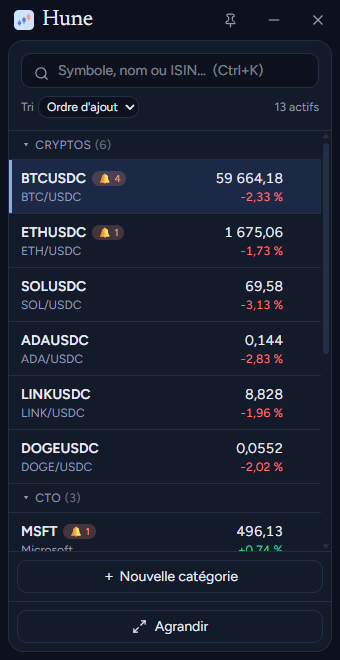 Hune
Symbole, nom ou ISIN... (Ctrl+K)
Tri Ordre d'ajout 13 actifs
CRYPTOS (6)
BTCUSDC 4 59 664,18
BTC/USDC -2,33 %
ETHUSDC 1 1 675,06
ETH/USDC -1,73 %
SOLUSDC 69,58
SOL/USDC -3,13 %
ADAUSDC 0,144
ADA/USDC -2,83 %
LINKUSDC 8,828
LINK/USDC -1,96 %
DOGEUSDC 0,0552
DOGE/USDC -2,02 %
CTO (3)
MSFT 1 496,13
Microsoft +0,74 %
+ Nouvelle catégorie
Agrandir